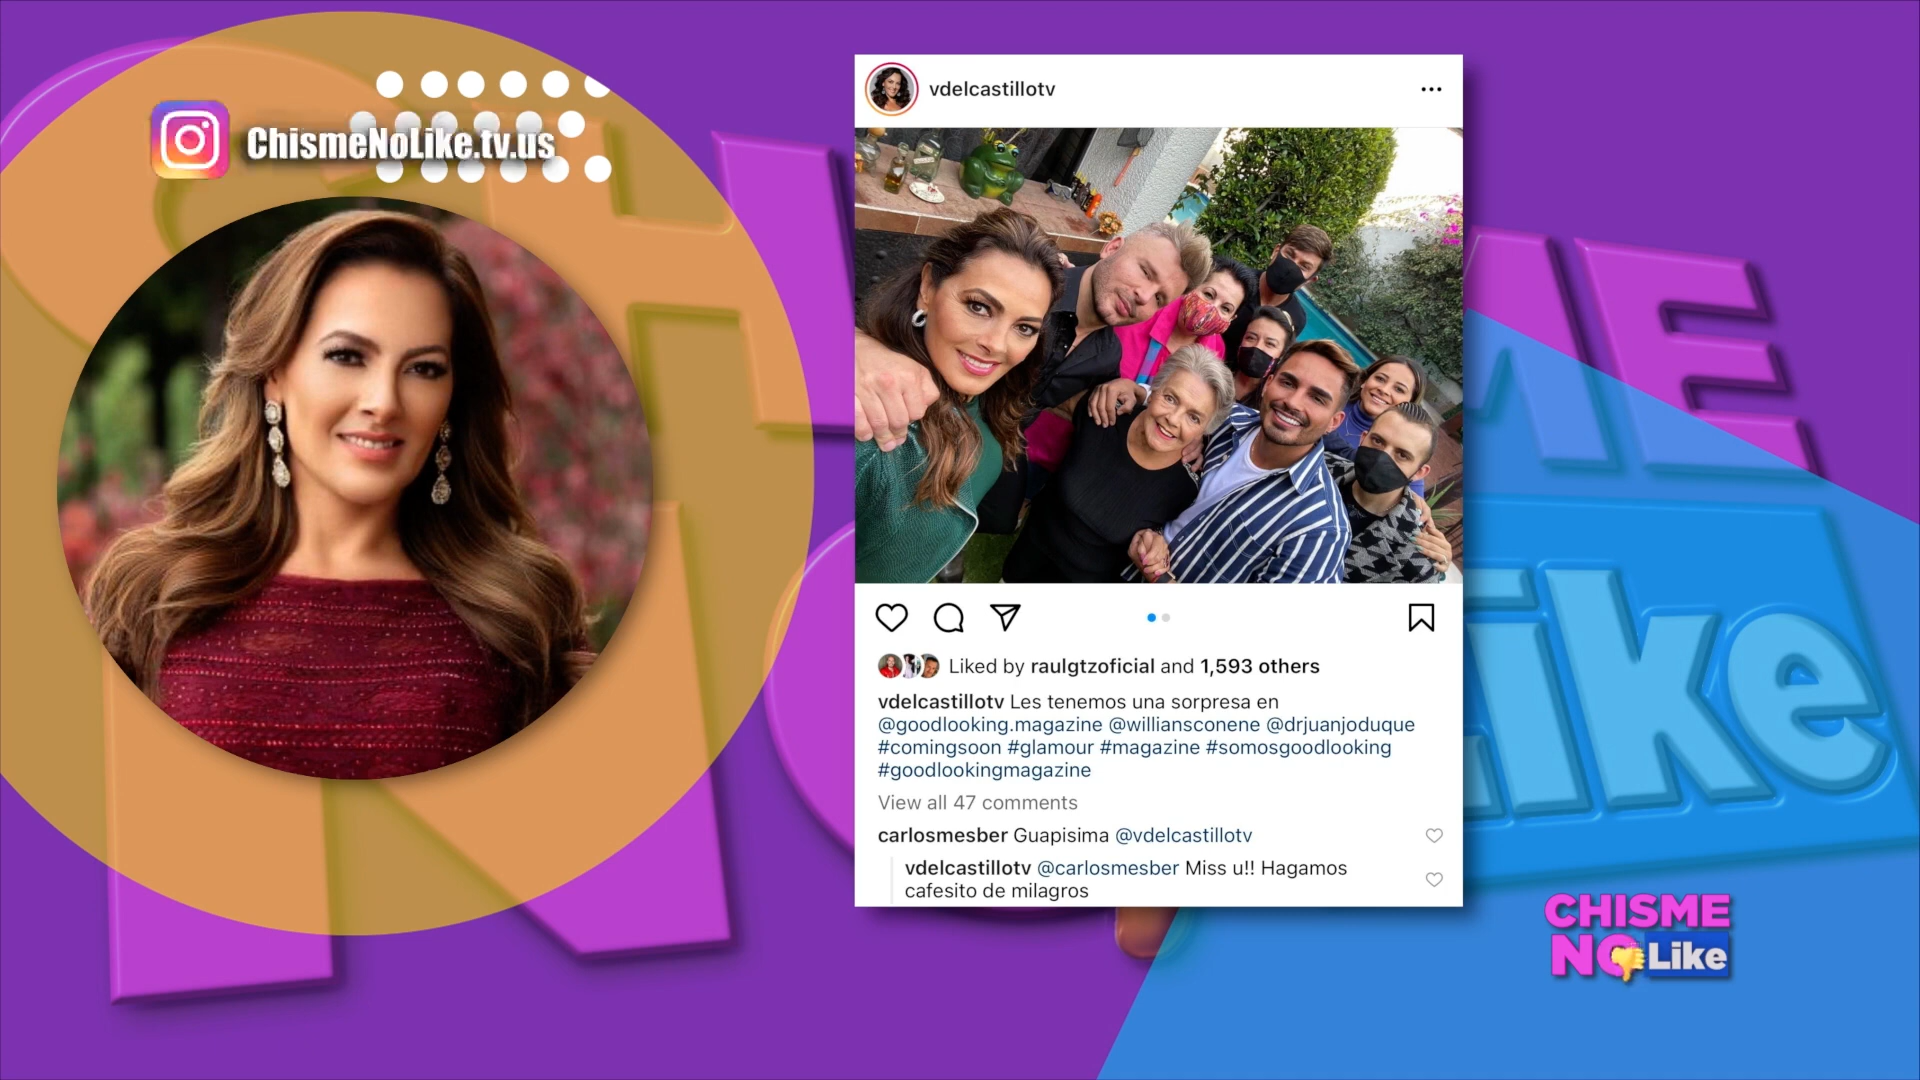 ChismeNoLike.tv.us
vdelcastillotv
Liked by raulgtzoficial and 1,593 others
vdelcastillotv Les tenemos una sorpresa en
@goodlooking.magazine @williansconene @drjuanjoduque
#comingsoon #glamour #magazine #somosgoodlooking
#goodlookingmagazine
View all 47 comments
carlosmesber Guapisima @vdelcastillotv
vdelcastillotv @carlosmesber Miss u!! Hagamos
cafesito de milagros
CHISME
NO Like